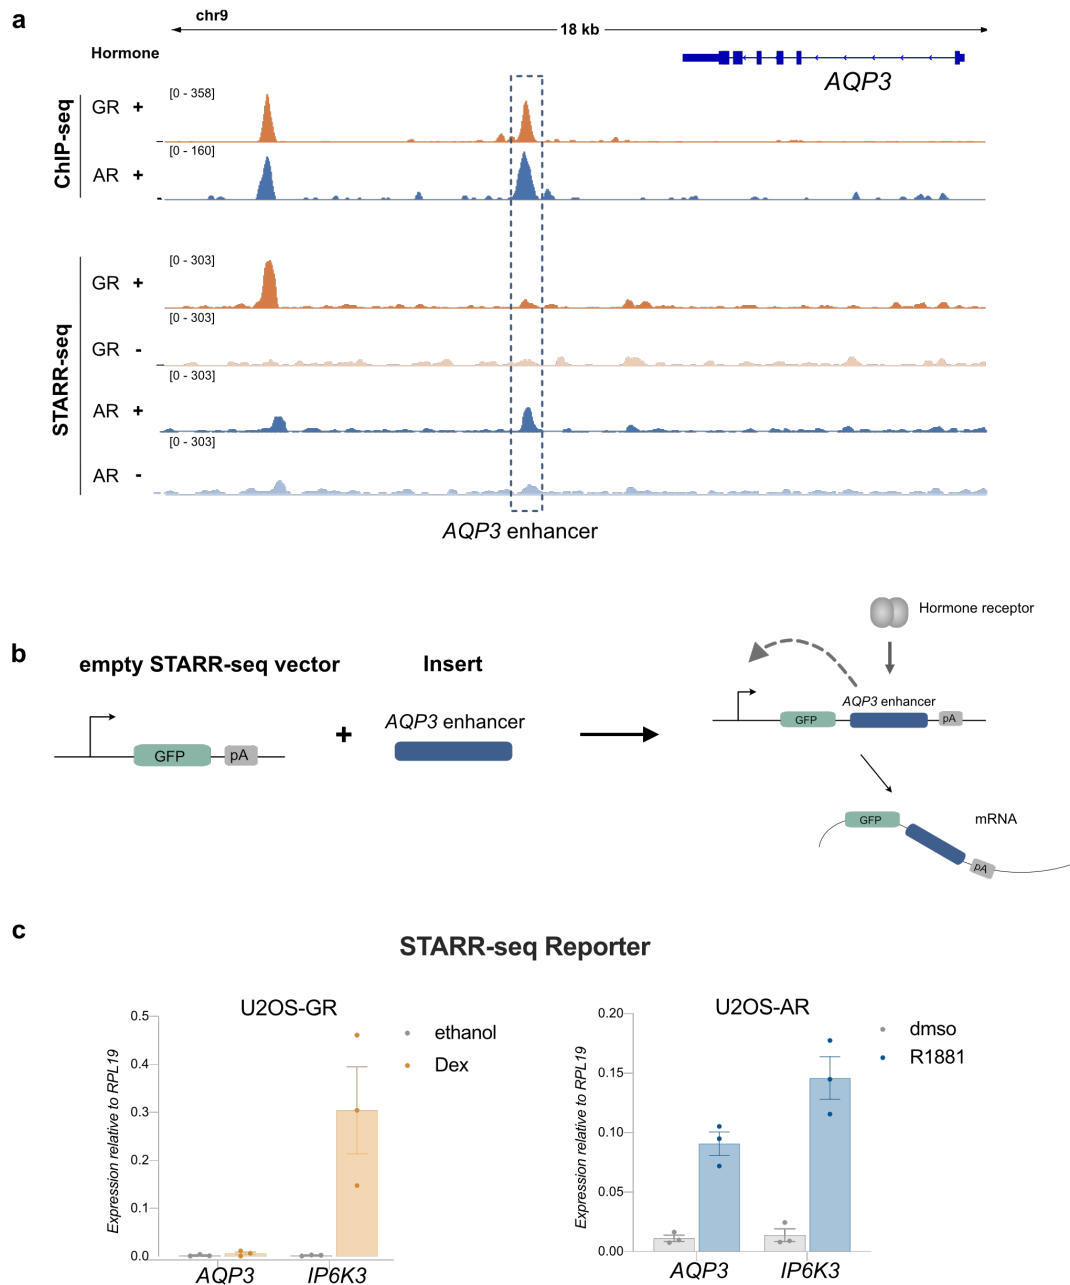 a
chr9
18 kb
Hormone
AQP3
ChIP-seq
GR +
[0 - 358]
AR +
[0 - 160]
STARR-seq
GR +
[0 - 303]
GR -
[0 - 303]
AR +
[0 - 303]
AR -
[0 - 303]
AQP3 enhancer
b
empty STARR-seq vector
Insert
Hormone receptor
GFP
pA
+
AQP3 enhancer
AQP3 enhancer
GFP
pA
mRNA
GFP
pA
c
STARR-seq Reporter
U2OS-GR
ethanol
Dex
Expression relative to RPL19
0.5
0.4
0.3
0.2
0.1
0.0
AQP3
IP6K3
U2OS-AR
dmso
R1881
Expression relative to RPL19
0.20
0.15
0.10
0.05
0.00
AQP3
IP6K3